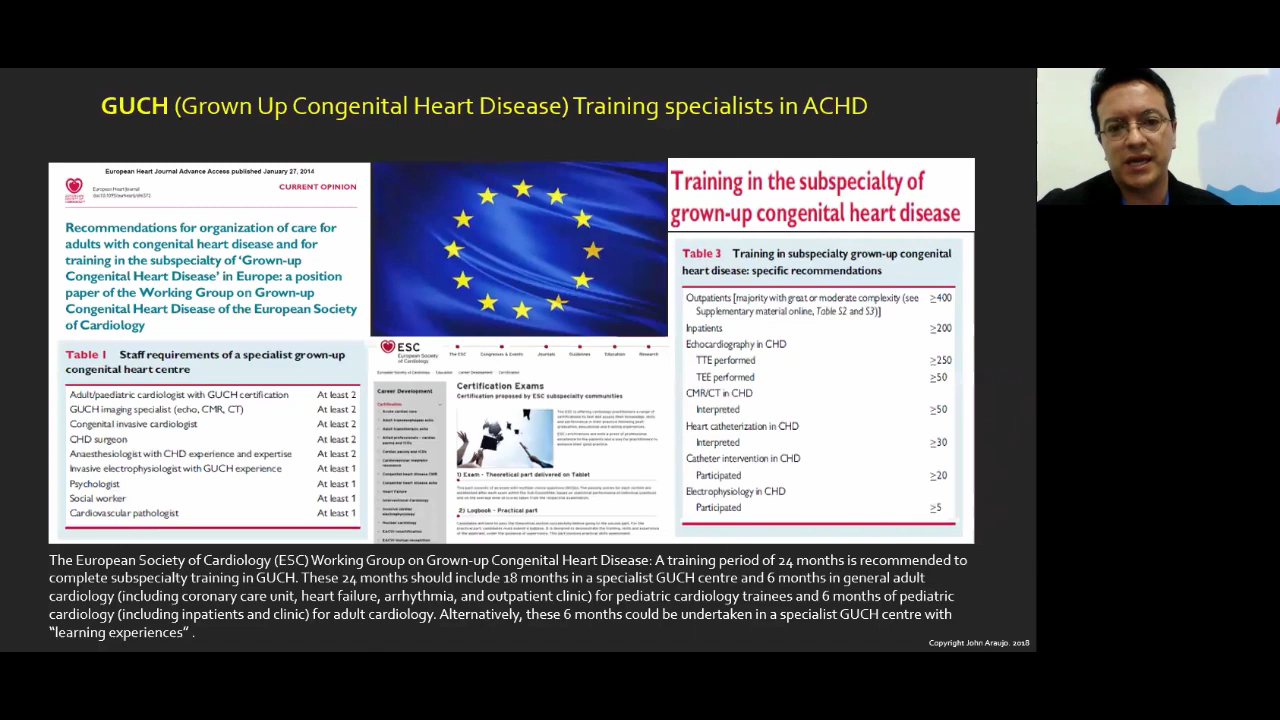 GUCH (Grown Up Congenital Heart Disease) Training specialists in ACHD
European Heart Journal Advance Access published January 27, 2014
European Heart Journal
CURRENT OPINION
Recommendations for organization of care for
adults with congenital heart disease and for
training in the subspecialty of ‘Grown-up
Congenital Heart Disease’ in Europe: a position
paper of the Working Group on Grown-up
Congenital Heart Disease of the European Society
of Cardiology
Table 1 Staff requirements of a specialist grown-up
congenital heart centre
Adult/paediatric cardiologist with GUCH certification At least 2
GUCH imaging specialist (echo, CMR, CT) At least 2
Congenital invasive cardiologist At least 2
CHD surgeon At least 2
Anaesthesiologist with CHD experience and expertise At least 2
Invasive electrophysiologist with GUCH experience At least 1
Psychologist At least 1
Social worker At least 1
Cardiovascular pathologist At least 1
ESC
European Society
of Cardiology
The ESC Congresses & Events Journals Guidelines Education Research
Career Development
Certification
Certification Exams
Certification proposed by ESC subspecialty communities
1) Exam - Theoretical part delivered on Tablet
2) Logbook - Practical part
Training in the subspecialty of
grown-up congenital heart disease
Table 3 Training in subspecialty grown-up congenital
heart disease: specific recommendations
Outpatients [majority with great or moderate complexity (see ≥400
Supplementary material online, Table S2 and S3)]
Inpatients ≥200
Echocardiography in CHD
TTE performed ≥250
TEE performed ≥50
CMR/CT in CHD
Interpreted ≥50
Heart catheterization in CHD
Interpreted ≥30
Catheter intervention in CHD
Participated ≥20
Electrophysiology in CHD
Participated ≥5
The European Society of Cardiology (ESC) Working Group on Grown-up Congenital Heart Disease: A training period of 24 months is recommended to
complete subspecialty training in GUCH. These 24 months should include 18 months in a specialist GUCH centre and 6 months in general adult
cardiology (including coronary care unit, heart failure, arrhythmia, and outpatient clinic) for pediatric cardiology trainees and 6 months of pediatric
cardiology (including inpatients and clinic) for adult cardiology. Alternatively, these 6 months could be undertaken in a specialist GUCH centre with
“learning experiences” .
Copyright John Araujo. 2018